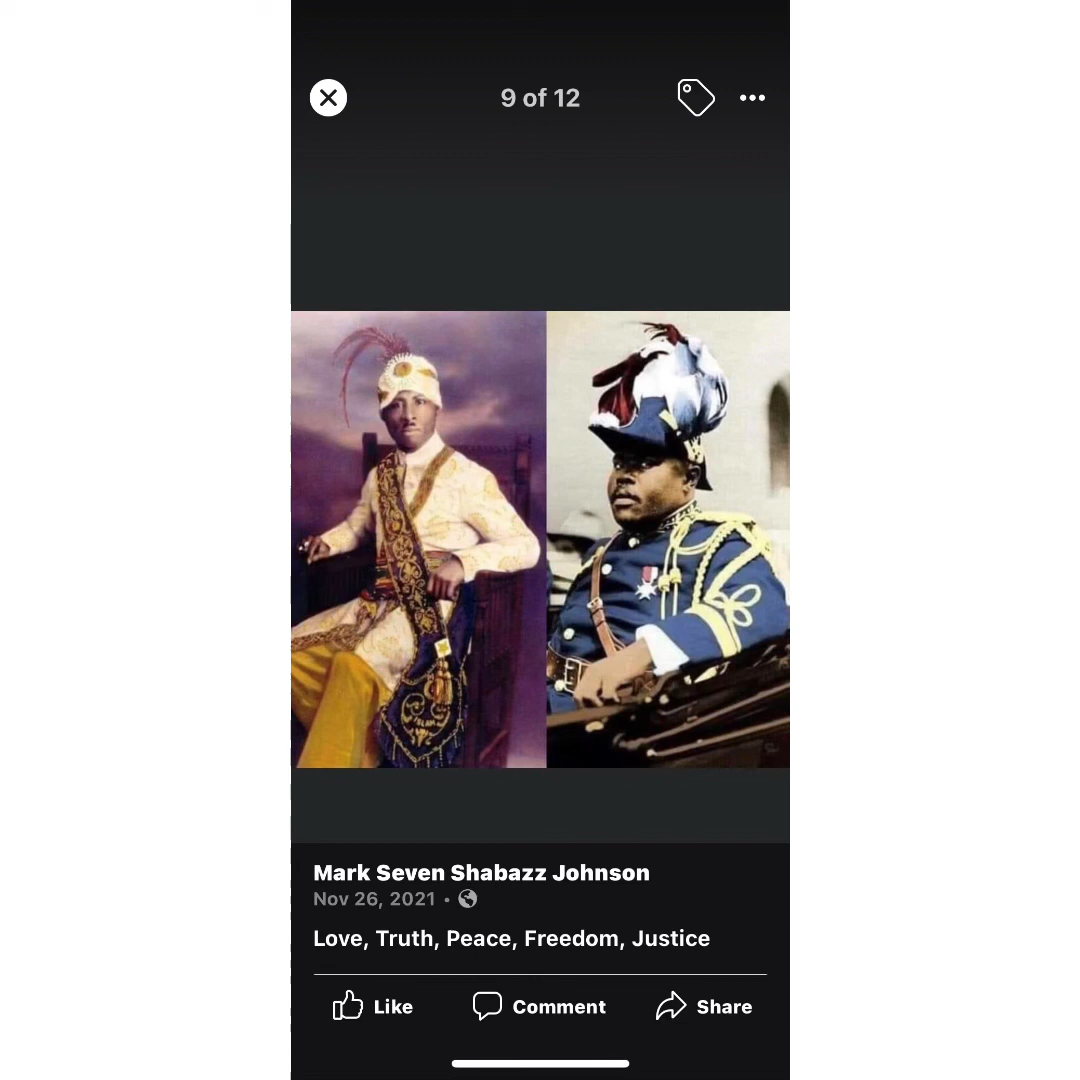 9 of 12
Mark Seven Shabazz Johnson
Nov 26, 2021 •
Love, Truth, Peace, Freedom, Justice
Like Comment Share